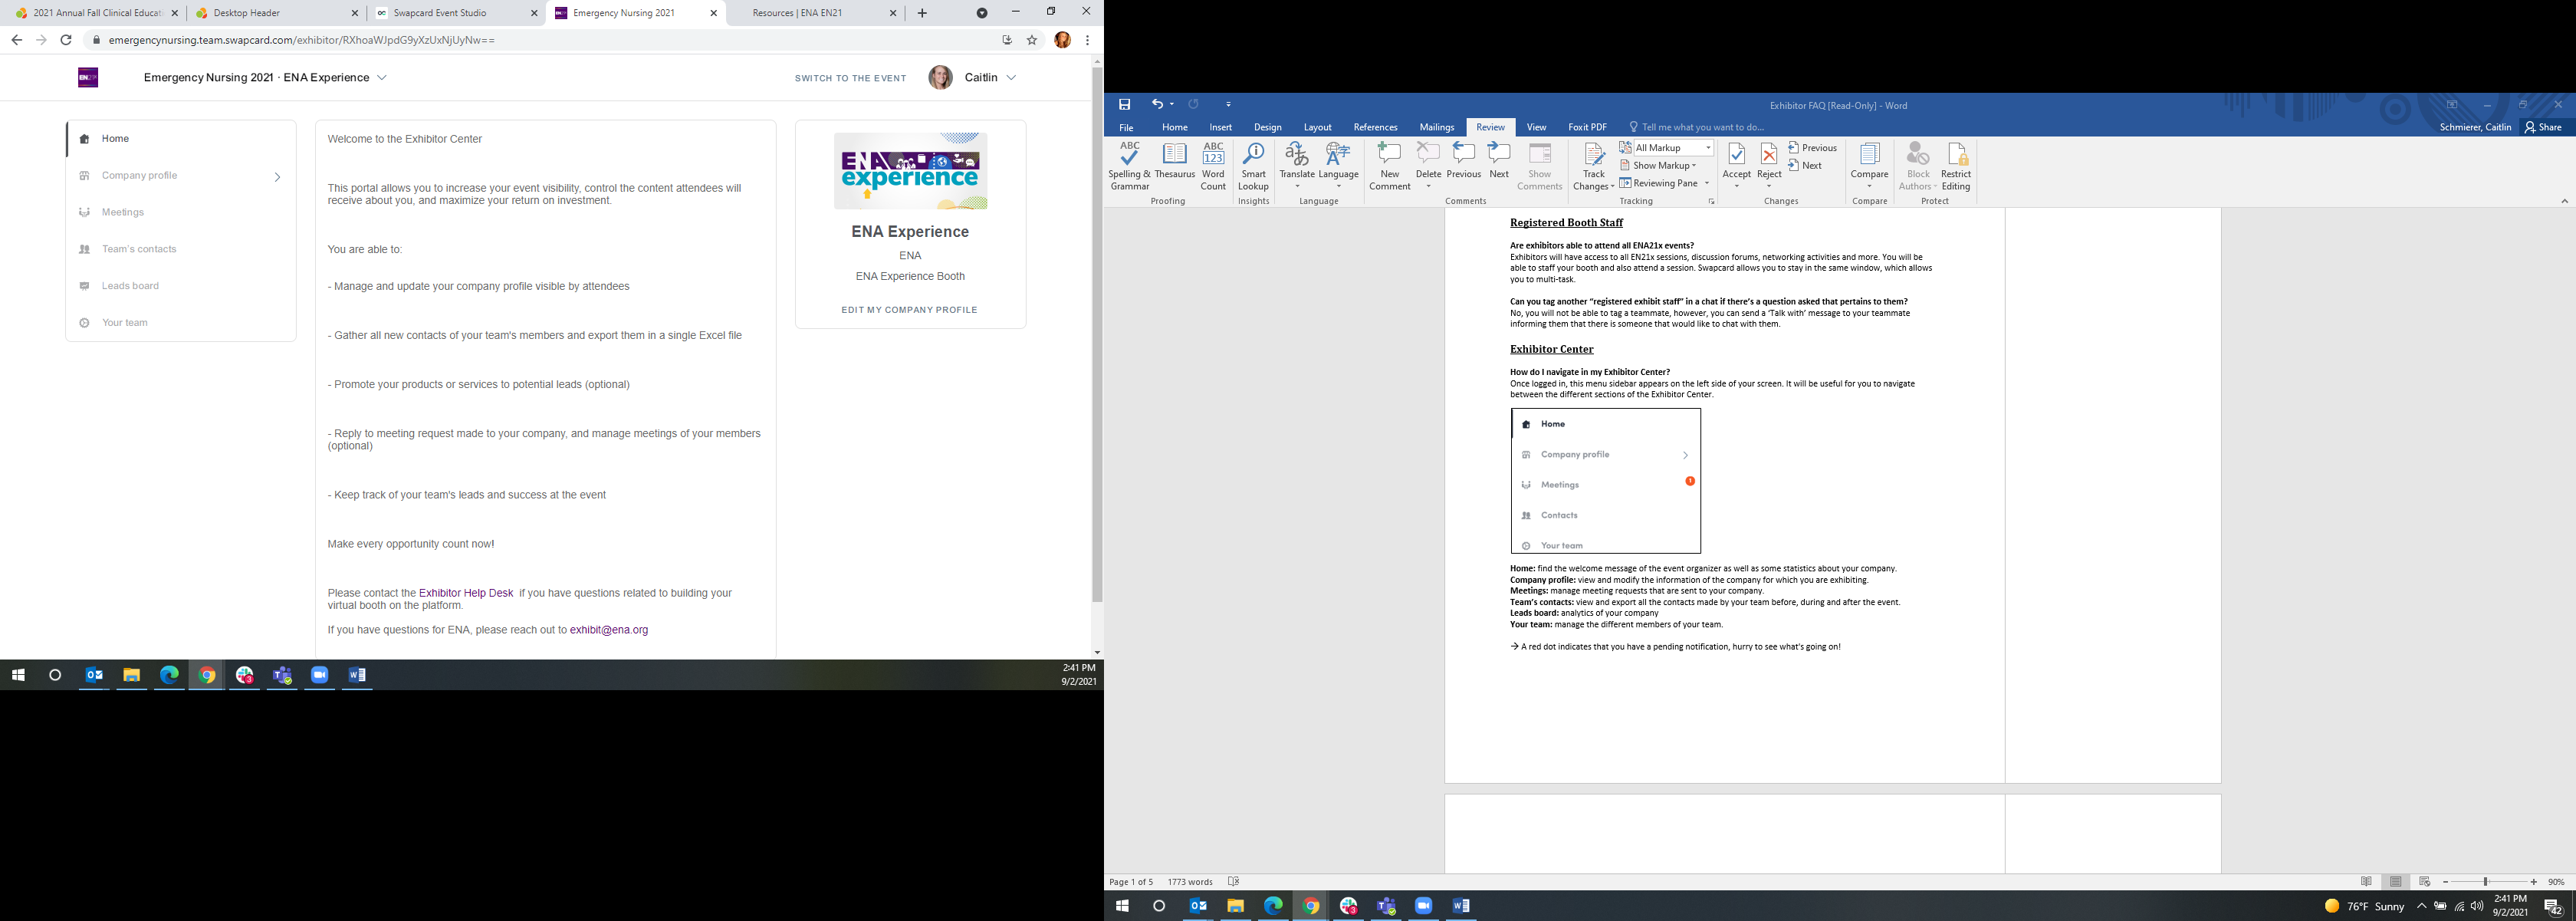 2021 Annual Fall Clinical Educati
Desktop Header
Swapcard Event Studio
Emergency Nursing 2021
Resources | ENA EN21
emergencynursing.team.swapcard.com/exhibitor/RXhoaWJpdG9yXzUxNjUyNw==
Emergency Nursing 2021 · ENA Experience
SWITCH TO THE EVENT
Caitlin
Home
Company profile
Meetings
Team's contacts
Leads board
Your team
Welcome to the Exhibitor Center
This portal allows you to increase your event visibility, control the content attendees will
receive about you, and maximize your return on investment.
You are able to:
- Manage and update your company profile visible by attendees
- Gather all new contacts of your team's members and export them in a single Excel file
- Promote your products or services to potential leads (optional)
- Reply to meeting request made to your company, and manage meetings of your members
(optional)
- Keep track of your team's leads and success at the event
Make every opportunity count now!
Please contact the Exhibitor Help Desk if you have questions related to building your
virtual booth on the platform.
If you have questions for ENA, please reach out to exhibit@ena.org
ENA
experience
ENA Experience
ENA
ENA Experience Booth
EDIT MY COMPANY PROFILE
2:41 PM
9/2/2021
Exhibitor FAQ [Read-Only] - Word
File Home Insert Design Layout References Mailings Review View Foxit PDF Tell me what you want to do...
Schmierer, Caitlin Share
Spelling &
Grammar
Thesaurus
Word
Count
Smart
Lookup
Translate
Language
New
Comment
Delete
Previous
Next
Show
Comments
Track
Changes
All Markup
Show Markup
Reviewing Pane
Accept
Reject
Previous
Next
Compare
Block
Authors
Restrict
Editing
Proofing Insights Language Comments Tracking Changes Compare Protect
Registered Booth Staff
Are exhibitors able to attend all ENA21x events?
Exhibitors will have access to all EN21x sessions, discussion forums, networking activities and more. You will be
able to staff your booth and also attend a session. Swapcard allows you to stay in the same window, which allows
you to multi-task.
Can you tag another “registered exhibit staff” in a chat if there’s a question asked that pertains to them?
No, you will not be able to tag a teammate, however, you can send a ‘Talk with’ message to your teammate
informing them that there is someone that would like to chat with them.
Exhibitor Center
How do I navigate in my Exhibitor Center?
Once logged in, this menu sidebar appears on the left side of your screen. It will be useful for you to navigate
between the different sections of the Exhibitor Center.
Home
Company profile
Meetings 1
Contacts
Your team
Home: find the welcome message of the event organizer as well as some statistics about your company.
Company profile: view and modify the information of the company for which you are exhibiting.
Meetings: manage meeting requests that are sent to your company.
Team’s contacts: view and export all the contacts made by your team before, during and after the event.
Leads board: analytics of your company
Your team: manage the different members of your team.
→ A red dot indicates that you have a pending notification, hurry to see what's going on!
Page 1 of 5 1773 words
90%
76°F Sunny
2:41 PM
9/2/2021
42